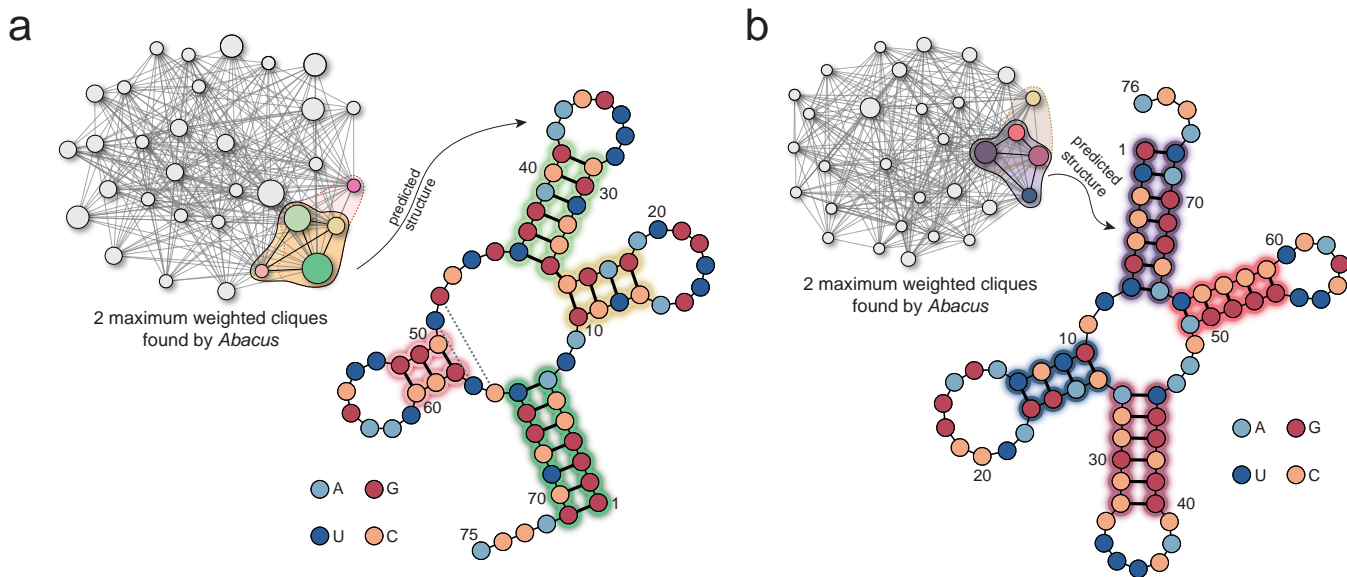 a
b
2 maximum weighted cliques
found by Abacus
predicted
structure
40
30
20
10
50
60
70
1
75
A G
U C
2 maximum weighted cliques
found by Abacus
predicted
structure
76
1
70
60
50
10
20
30
40
A G
U C